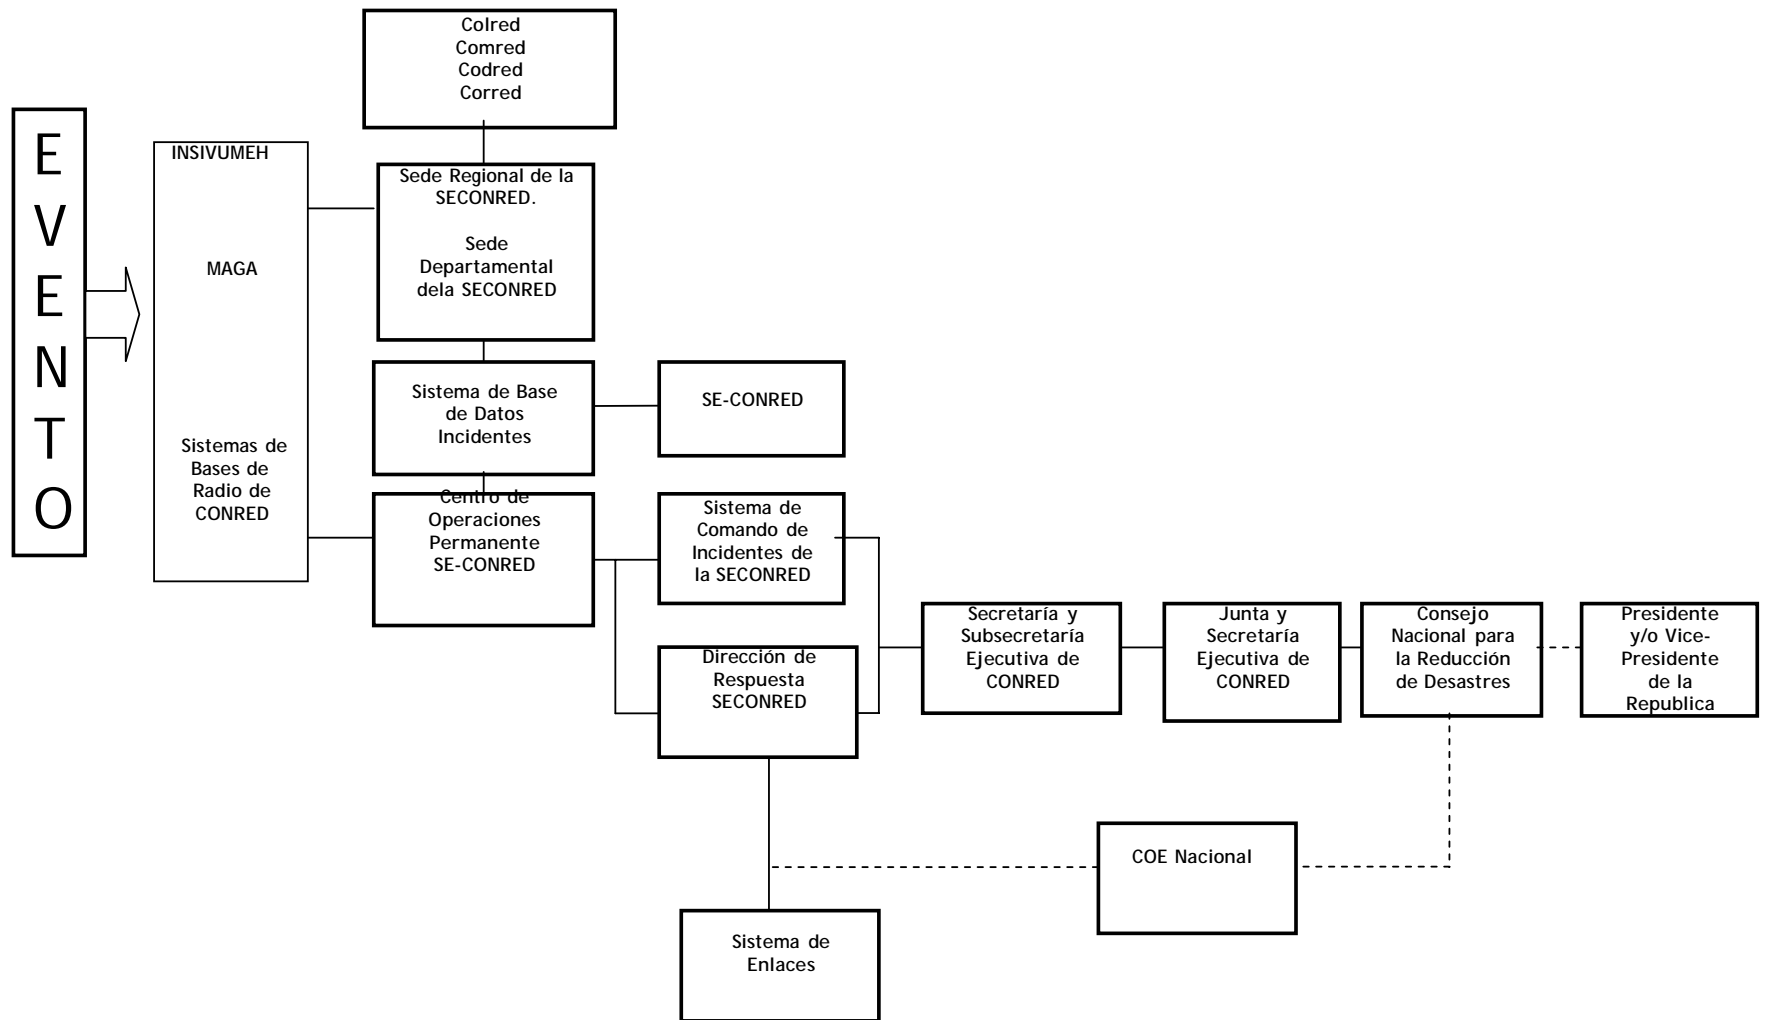 EVENTO
INSIVUMEH
MAGA
Sistemas de
Bases de
Radio de
CONRED
Colred
Comred
Codred
Corred
Sede Regional de la
SECONRED.
Sede
Departamental
dela SECONRED
Sistema de Base
de Datos
Incidentes
SE-CONRED
Centro de
Operaciones
Permanente
SE-CONRED
Sistema de
Comando de
Incidentes de
la SECONRED
Dirección de
Respuesta
SECONRED
Secretaría y
Subsecretaría
Ejecutiva de
CONRED
Junta y
Secretaría
Ejecutiva de
CONRED
Consejo
Nacional para
la Reducción
de Desastres
Presidente
y/o Vice-
Presidente
de la
Republica
COE Nacional
Sistema de
Enlaces